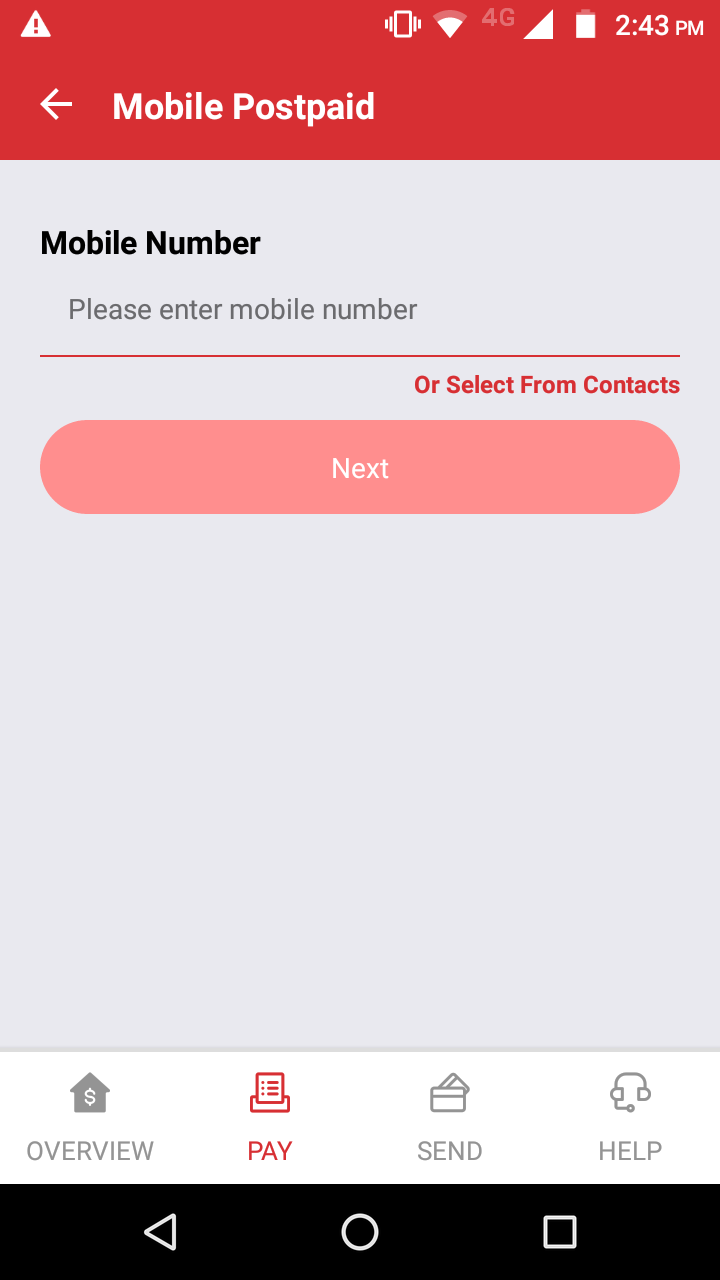 4G 2:43 PM
Mobile Postpaid
Mobile Number
Please enter mobile number
Or Select From Contacts
Next
$
OVERVIEW PAY SEND HELP